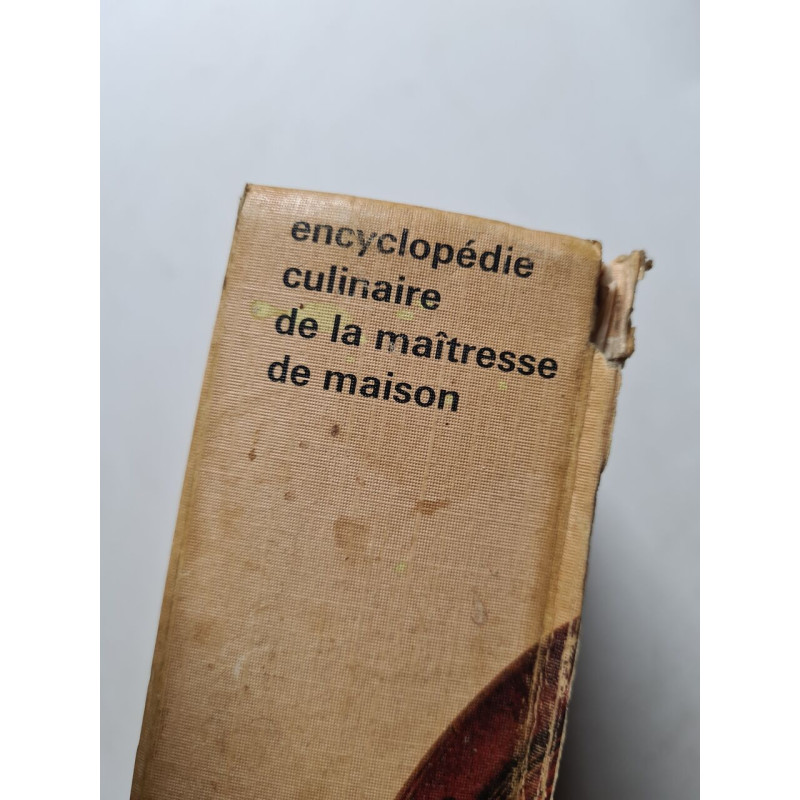 encyclopédie
culinaire
de la maîtresse
de maison